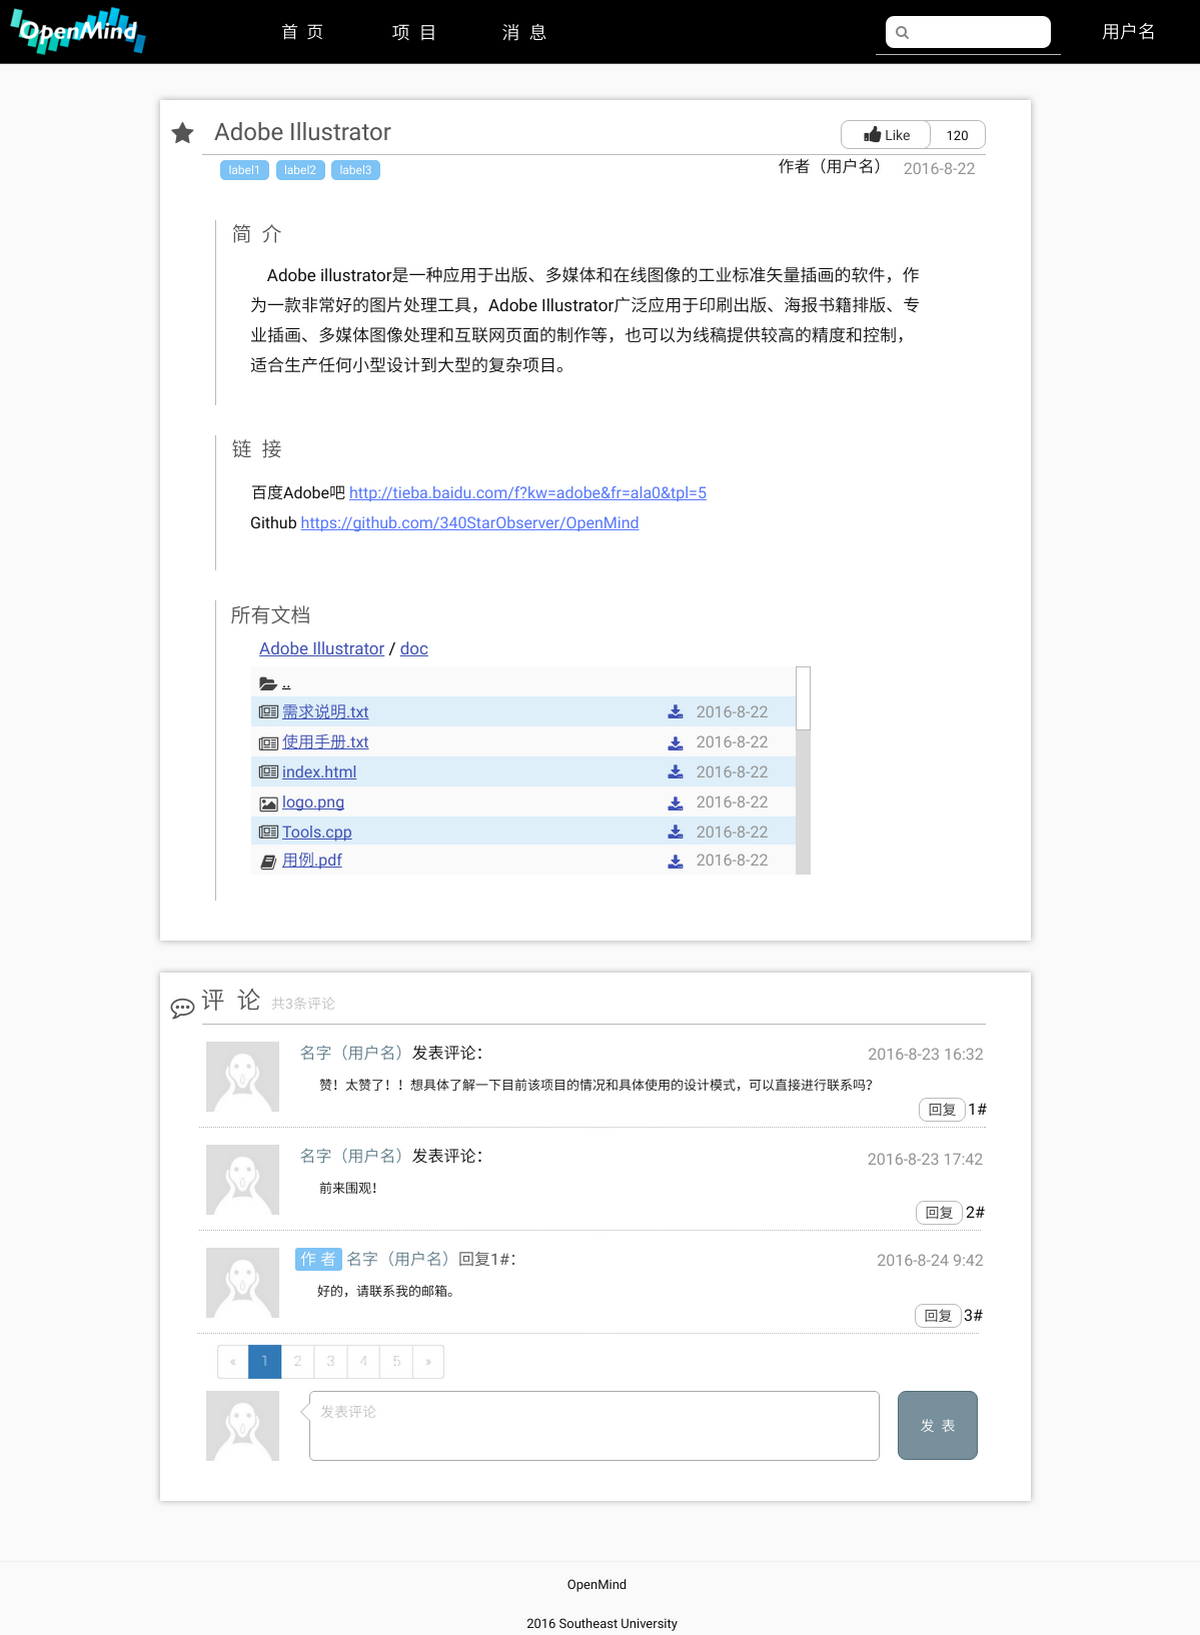 OpenMind
首 页
项 目
消 息
用户名
Adobe Illustrator
Like
120
label1 label2 label3
作者（用户名） 2016-8-22
简 介
Adobe illustrator是一种应用于出版、多媒体和在线图像的工业标准矢量插画的软件，作
为一款非常好的图片处理工具，Adobe Illustrator广泛应用于印刷出版、海报书籍排版、专
业插画、多媒体图像处理和互联网页面的制作等，也可以为线稿提供较高的精度和控制，
适合生产任何小型设计到大型的复杂项目。
链 接
百度Adobe吧 http://tieba.baidu.com/f?kw=adobe&fr=ala0&tpl=5
Github https://github.com/340StarObserver/OpenMind
所有文档
Adobe Illustrator / doc
..
需求说明.txt 2016-8-22
使用手册.txt 2016-8-22
index.html 2016-8-22
logo.png 2016-8-22
Tools.cpp 2016-8-22
用例.pdf 2016-8-22
评 论 共3条评论
名字（用户名）发表评论： 2016-8-23 16:32
赞！太赞了！！想具体了解一下目前该项目的情况和具体使用的设计模式，可以直接进行联系吗？
回复 1#
名字（用户名）发表评论： 2016-8-23 17:42
前来围观！
回复 2#
作 者 名字（用户名）回复1#： 2016-8-24 9:42
好的，请联系我的邮箱。
回复 3#
« 1 2 3 4 5 »
发表评论
发 表
OpenMind
2016 Southeast University